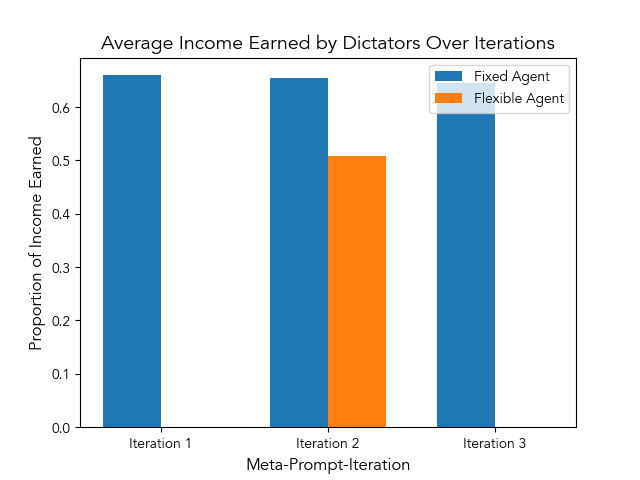 Average Income Earned by Dictators Over Iterations
Fixed Agent
Flexible Agent
Proportion of Income Earned
0.6
0.5
0.4
0.3
0.2
0.1
0.0
Iteration 1
Iteration 2
Iteration 3
Meta-Prompt-Iteration